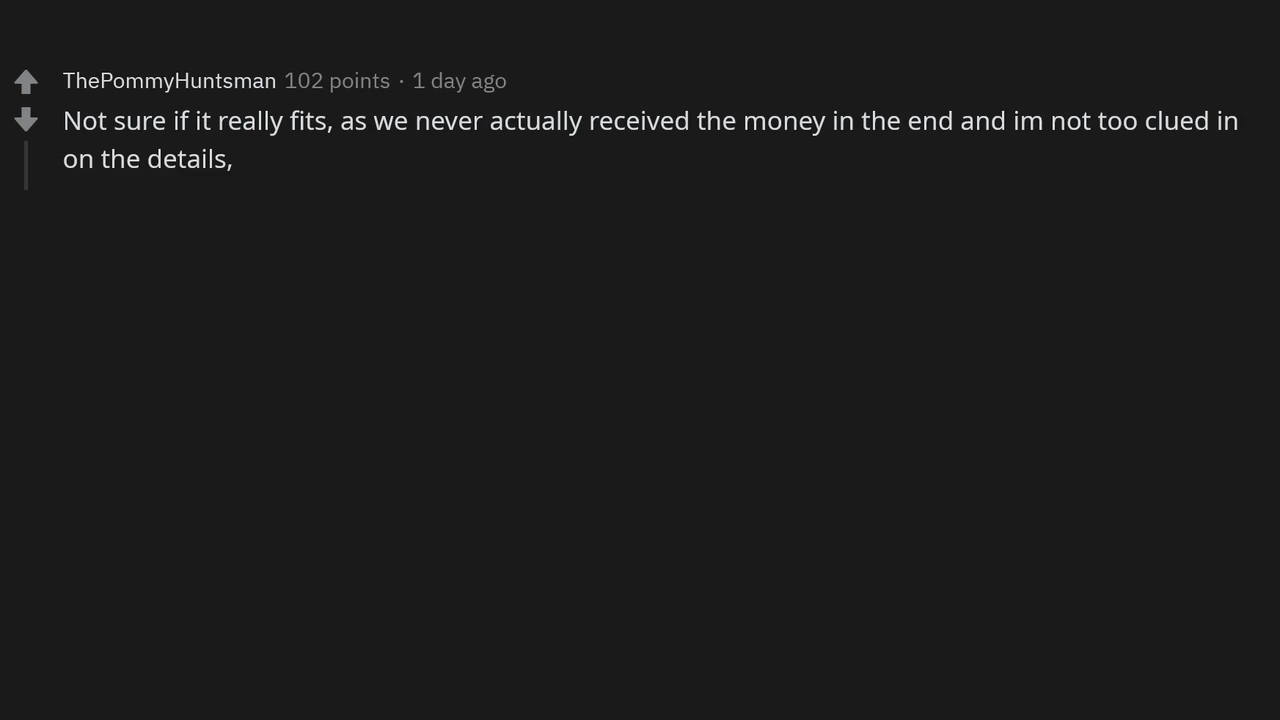 ThePommyHuntsman 102 points · 1 day ago
Not sure if it really fits, as we never actually received the money in the end and im not too clued in
on the details,